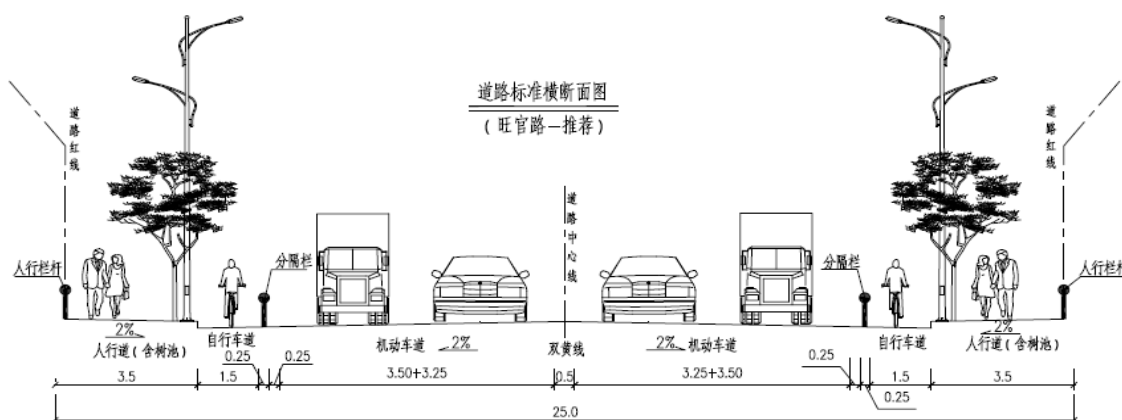 道路标准横断面图
(旺官路—推荐)
道路红线
道路中心线
道路红线
人行栏杆
分隔栏
分隔栏
人行栏杆
2%
人行道(含树池)
自行车道
机动车道
2%
双黄线
2%
机动车道
自行车道
2%
人行道(含树池)
3.5
1.5
0.25
0.25
3.50+3.25
0.5
3.25+3.50
0.25
0.25
1.5
3.5
25.0